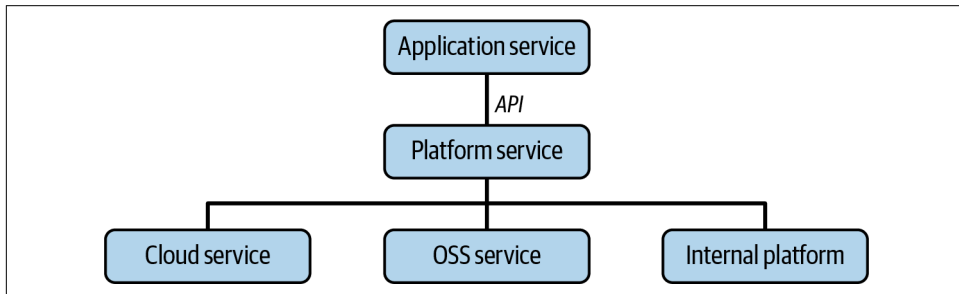 Application service
API
Platform service
Cloud service
OSS service
Internal platform